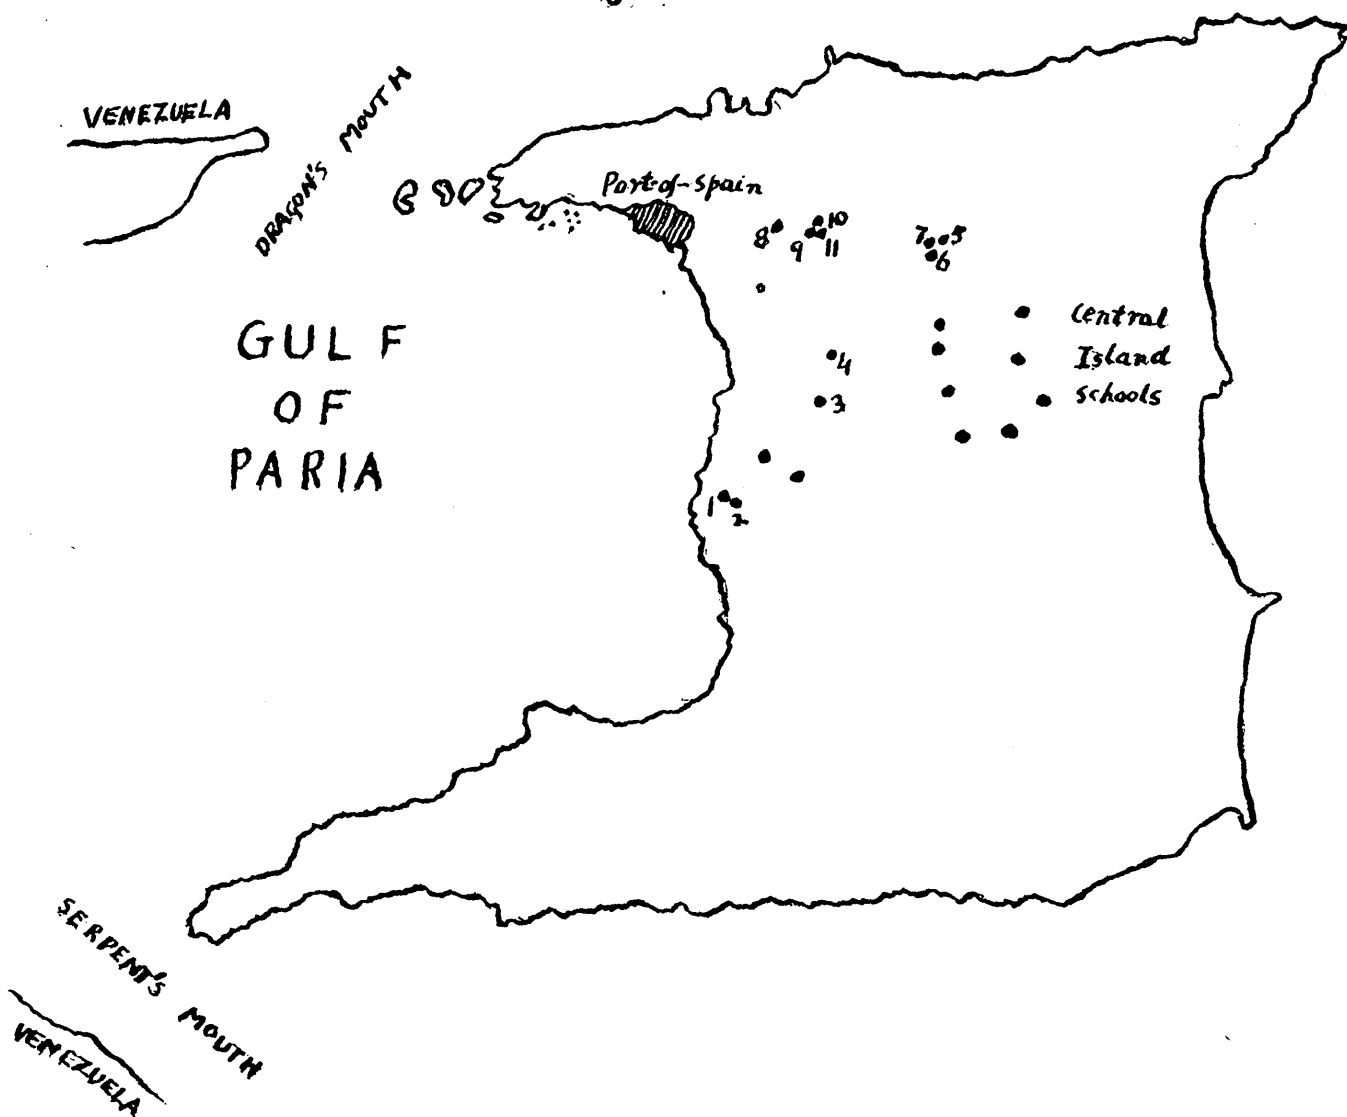 VENEZUELA
DRAGON'S MOUTH
Port-of-Spain
8
9
10
11
7
5
6
GULF
OF
PARIA
Central
Island
Schools
4
3
1
2
SERPENT'S MOUTH
VENEZUELA